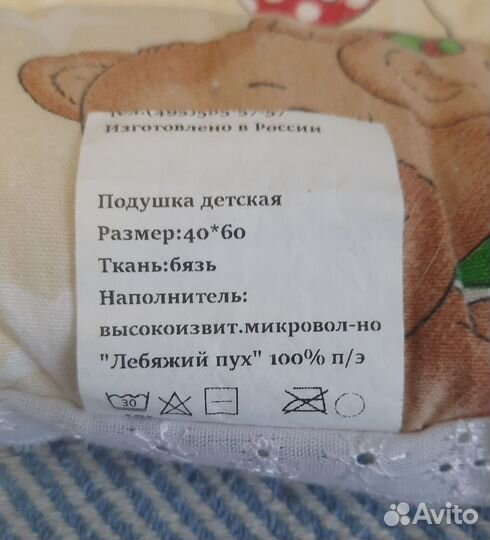 Изготовлено в России
Подушка детская
Размер:40*60
Ткань:бязь
Наполнитель:
высокоизвит.микровол-но
"Лебяжий пух" 100% п/э
30
Avito